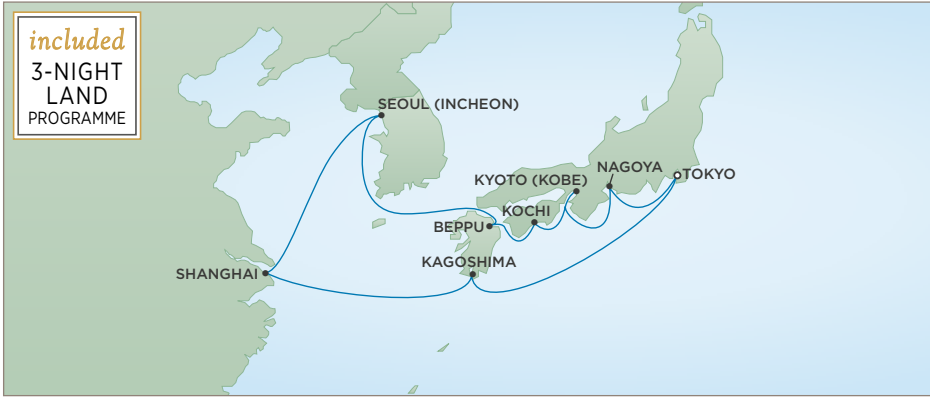 included
3-NIGHT
LAND
PROGRAMME
SEOUL (INCHEON)
NAGOYA
TOKYO
KYOTO (KOBE)
KOCHI
BEPPU
KAGOSHIMA
SHANGHAI